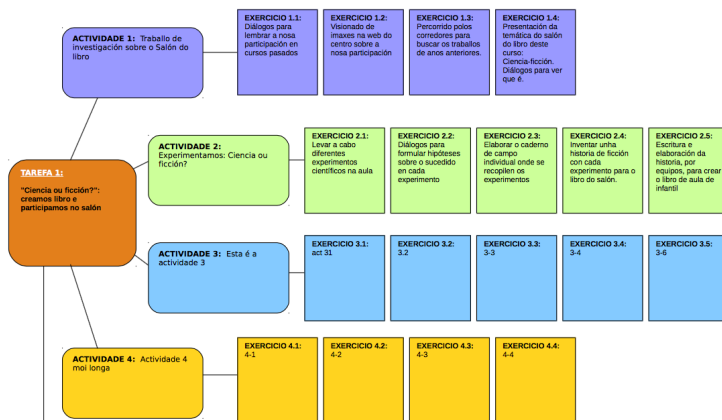 ACTIVIDADE 1: Traballo de
investigación sobre o Salón do
libro
EXERCICIO 1.1:
Diálogos para
lembrar a nosa
participación en
cursos pasados
EXERCICIO 1.2:
Visionado de
imaxes na web do
centro sobre a
nosa participación
EXERCICIO 1.3:
Percorrido polos
corredores para
buscar os traballos
de anos anteriores.
EXERCICIO 1.4:
Presentación da
temática do salón
do libro deste
curso:
Ciencia-ficción.
Diálogos para ver
que é.
TAREFA 1:
"Ciencia ou ficción?":
creamos libro e
participamos no salón
ACTIVIDADE 2:
Experimentamos: Ciencia ou
ficción?
EXERCICIO 2.1:
Levar a cabo
diferentes
experimentos
científicos na aula
EXERCICIO 2.2:
Diálogos para
formular hipóteses
sobre o sucedido
en cada
experimento
EXERCICIO 2.3:
Elaborar o caderno
de campo
individual onde se
recopilen os
experimentos
EXERCICIO 2.4:
Inventar unha
historia de ficción
con cada
experimento para o
libro do salón.
EXERCICIO 2.5:
Escritura e
elaboración da
historia, por
equipos, para crear
o libro de aula de
infantil
ACTIVIDADE 3: Esta é a
actividade 3
EXERCICIO 3.1:
act 31
EXERCICIO 3.2:
3.2
EXERCICIO 3.3:
3-3
EXERCICIO 3.4:
3-4
EXERCICIO 3.5:
3-6
ACTIVIDADE 4: Actividade 4
moi longa
EXERCICIO 4.1:
4-1
EXERCICIO 4.2:
4-2
EXERCICIO 4.3:
4-3
EXERCICIO 4.4:
4-4